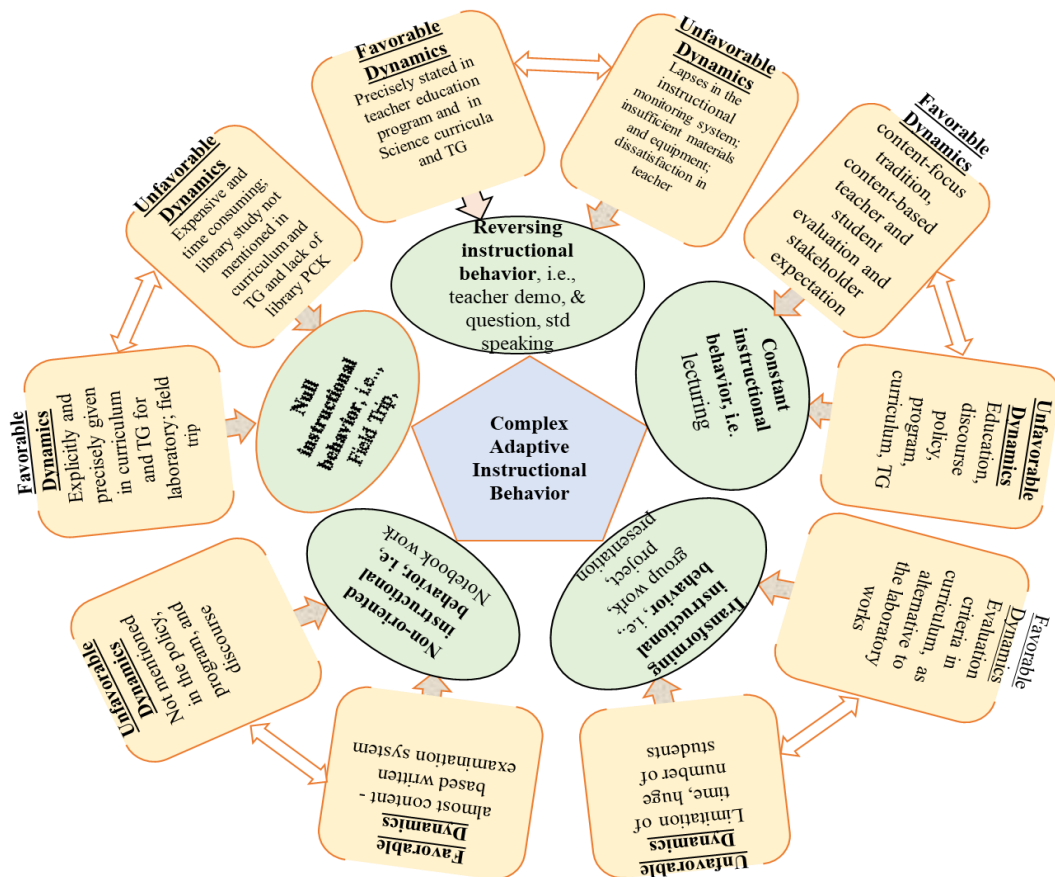 Favorable
Dynamics
Precisely stated in
teacher education
program and in
Science curricula
and TG
Unfavorable
Dynamics
Lapses in the
instructional
monitoring system;
insufficient materials
and equipment;
dissatisfaction in
teacher
Favorable
Dynamics
content-focus
tradition,
content-based
teacher and
student
evaluation and
stakeholder
expectation
Unfavorable
Dynamics
Education,
discourse
policy,
program,
curriculum, TG
Favorable
Dynamics
Evaluation
criteria in
curriculum, as
alternative to
the laboratory
works
Unfavorable
Dynamics
Limitation of
time, huge
number of
students
Favorable
Dynamics
almost content -
based written
examination system
Unfavorable
Dynamics
Not mentioned
in the policy,
program, and
discourse
Favorable
Dynamics
Explicitly and
precisely given
in curriculum
and TG for
laboratory; field
trip
Unfavorable
Dynamics
Expensive and
time consuming;
library study not
mentioned in
curriculum and
TG and lack of
library PCK
Reversing
instructional
behavior, i.e.,
teacher demo, &
question, std
speaking
Constant
instructional
behavior, i.e.
lecturing
Transforming
instructional
behavior, i.e.,
group work,
project,
presentation
Non-oriented
instructional
behavior, i.e,
Notebook work
Null
instructional
behavior, i.e..,
Field Trip,
Complex
Adaptive
Instructional
Behavior